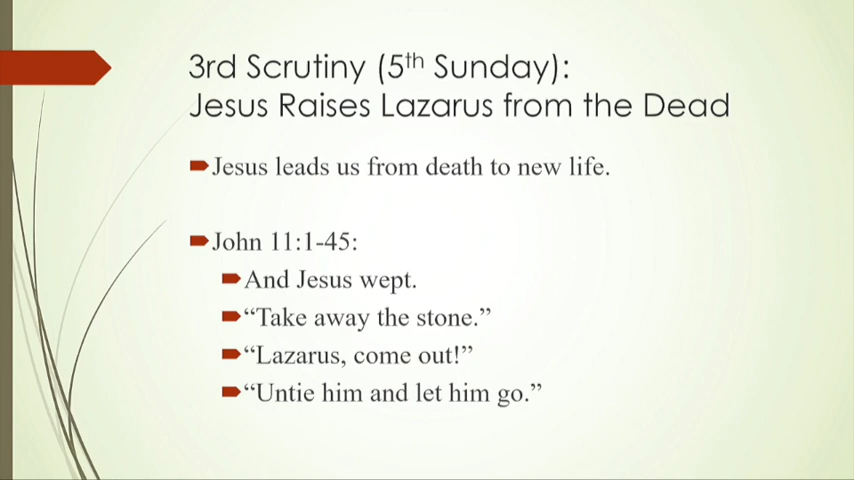 3rd Scrutiny (5th Sunday):
Jesus Raises Lazarus from the Dead
Jesus leads us from death to new life.
John 11:1-45:
And Jesus wept.
“Take away the stone.”
“Lazarus, come out!”
“Untie him and let him go.”